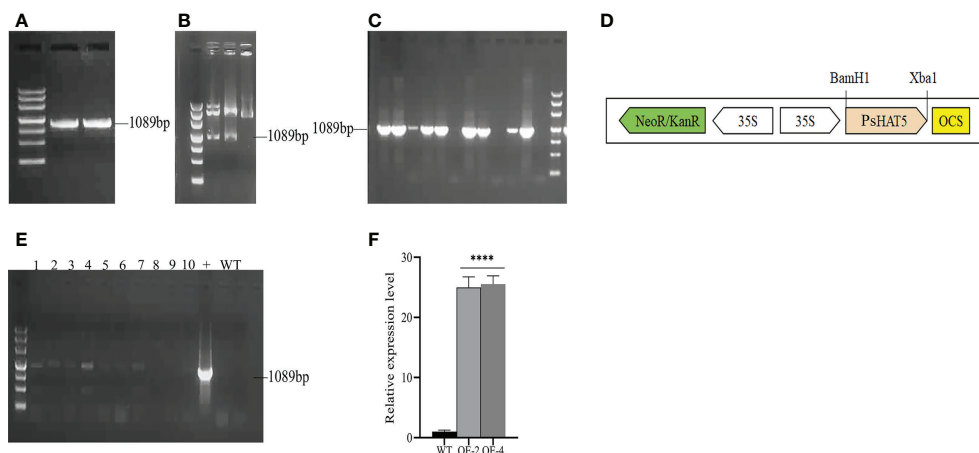 A
B
C
D
1089bp
1089bp
1089bp
BamH1
Xba1
NeoR/KanR
35S
35S
PsHAT5
OCS
E
1 2 3 4 5 6 7 8 9 10 + WT
1089bp
F
Relative expression level
30
20
10
0
****
WT
OE-2
OE-4